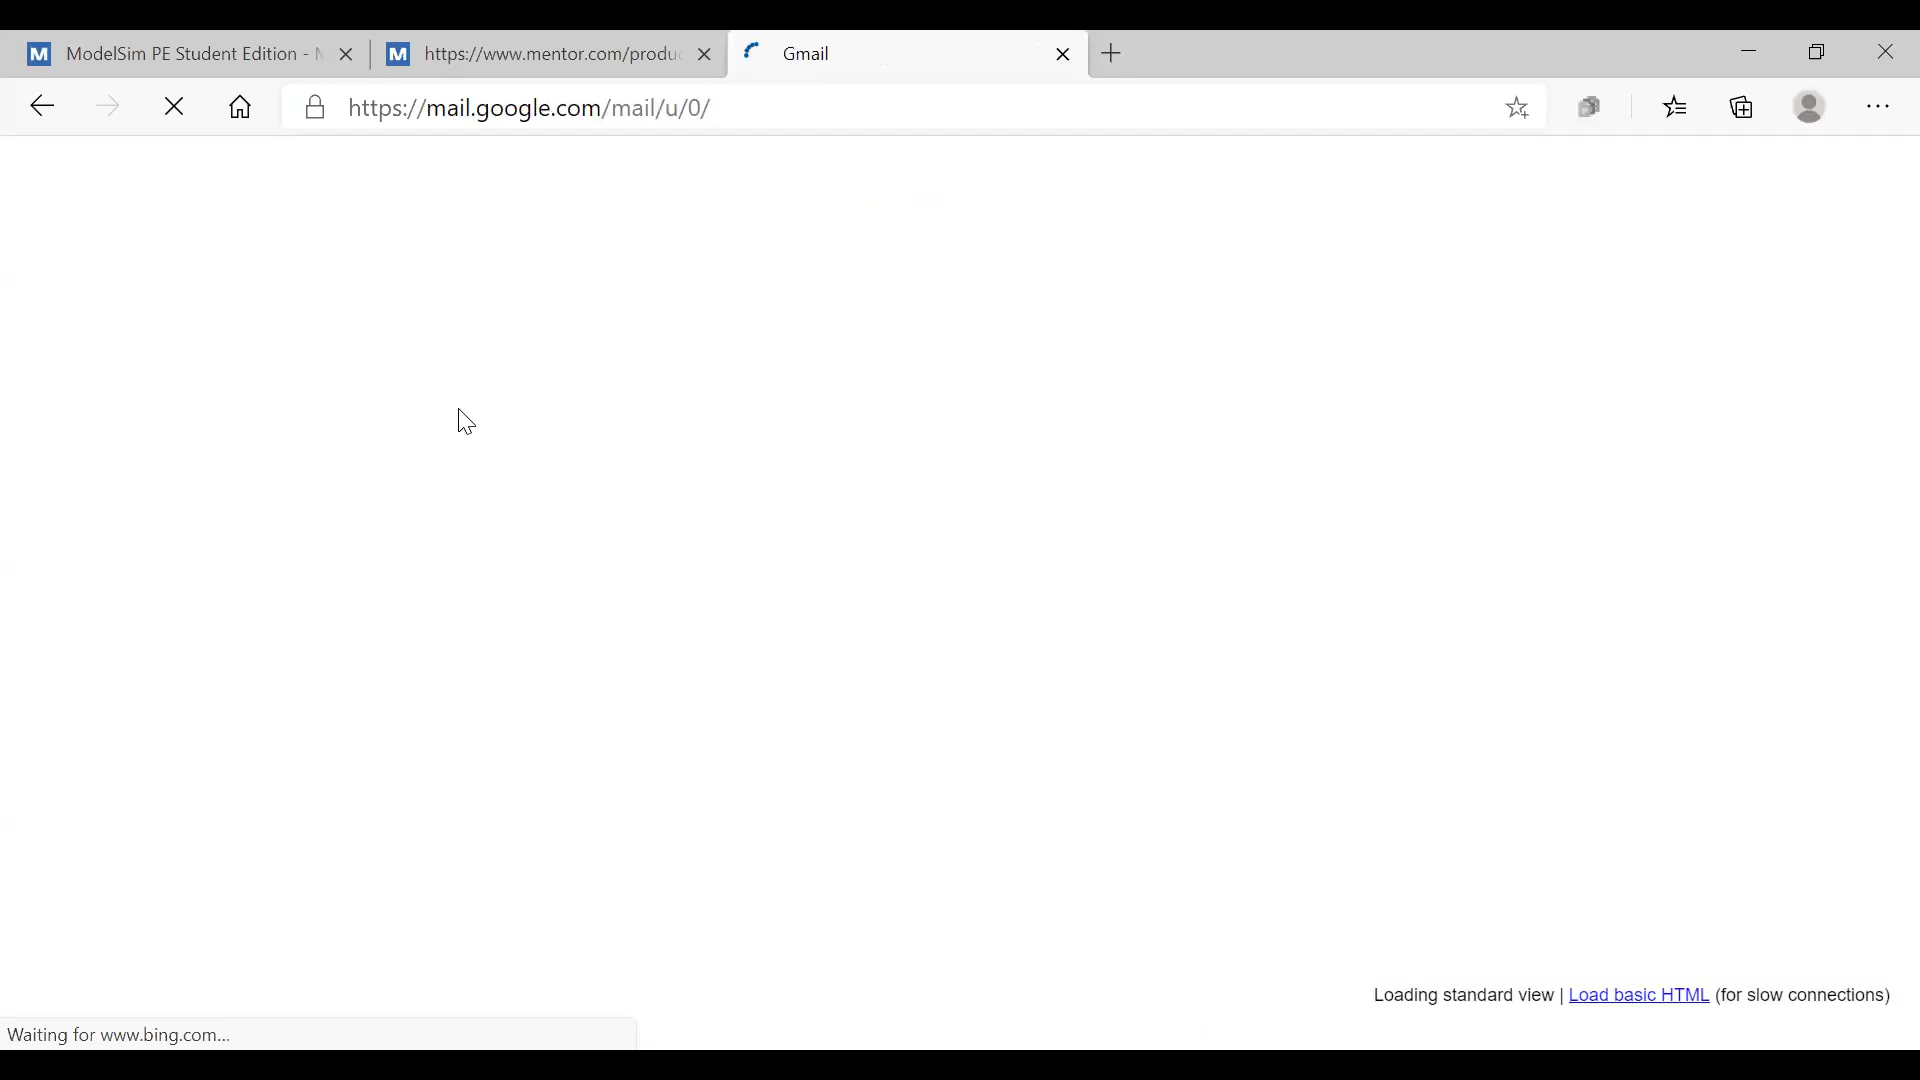 M ModelSim PE Student Edition - M
M https://www.mentor.com/produc
Gmail
https://mail.google.com/mail/u/0/
Loading standard view | Load basic HTML (for slow connections)
Waiting for www.bing.com...